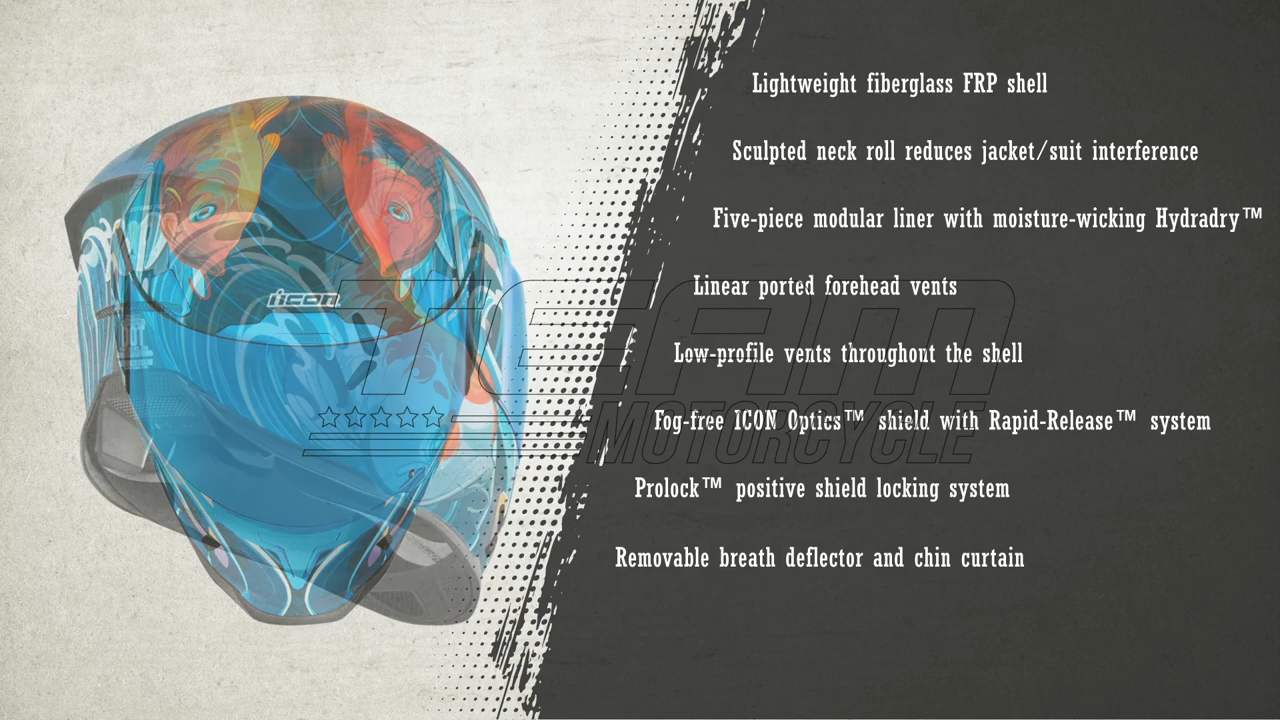 Lightweight fiberglass FRP shell
Sculpted neck roll reduces jacket/suit interference
Five-piece modular liner with moisture-wicking Hydradry™
Linear ported forehead vents
icon
Low-profile vents throughout the shell
TEAM
Fog-free ICON Optics™ shield with Rapid-Release™ system
MOTORCYCLE
Prolock™ positive shield locking system
Removable breath deflector and chin curtain